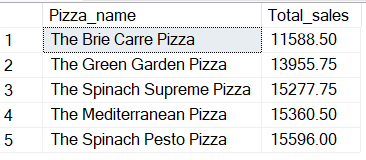 Pizza_name Total_sales
1 The Brie Carre Pizza 11588.50
2 The Green Garden Pizza 13955.75
3 The Spinach Supreme Pizza 15277.75
4 The Mediterranean Pizza 15360.50
5 The Spinach Pesto Pizza 15596.00